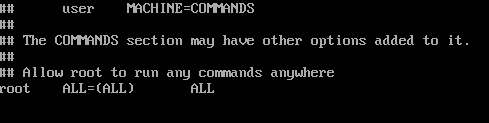 ##      user    MACHINE=COMMANDS
##
## The COMMANDS section may have other options added to it.
##
## Allow root to run any commands anywhere
root    ALL=(ALL)       ALL